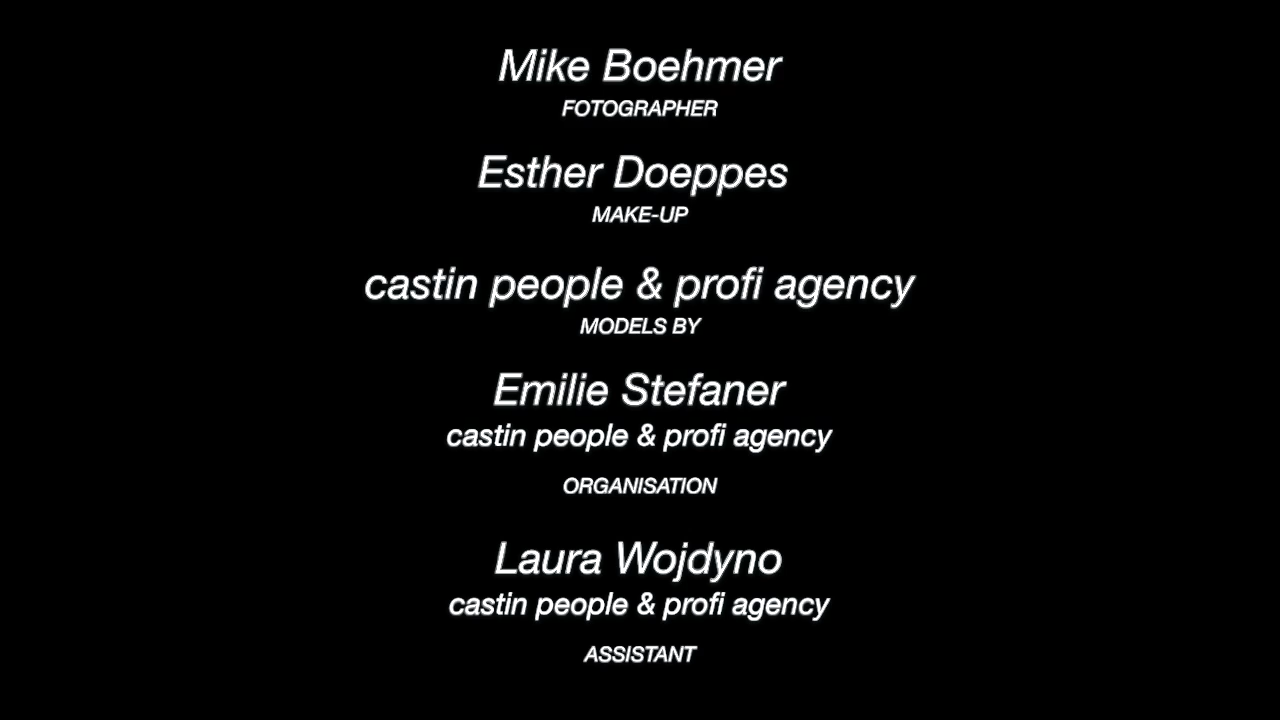 Mike Boehmer
FOTOGRAPHER
Esther Doeppes
MAKE-UP
castin people & profi agency
MODELS BY
Emilie Stefaner
castin people & profi agency
ORGANISATION
Laura Wojdyno
castin people & profi agency
ASSISTANT